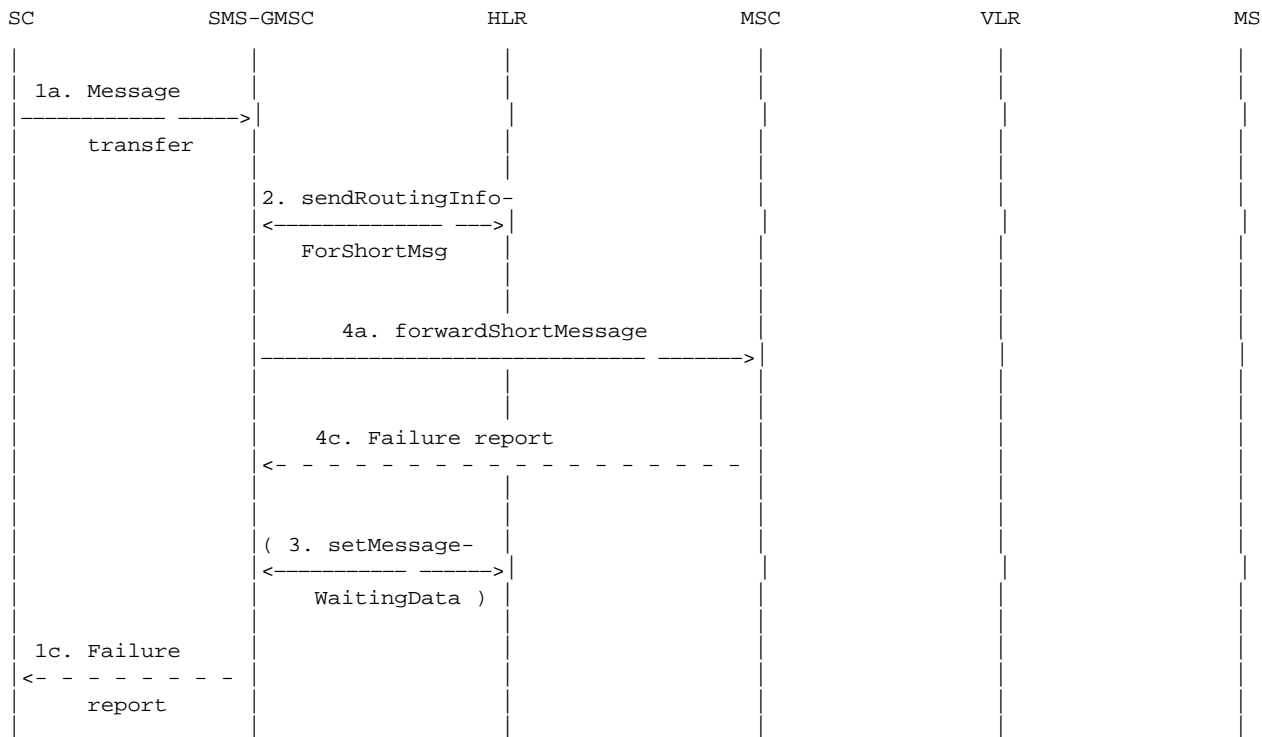 SC SMS-GMSC HLR MSC VLR MS
1a. Message
transfer
2. sendRoutingInfo-
ForShortMsg
4a. forwardShortMessage
4c. Failure report
( 3. setMessage-
WaitingData )
1c. Failure
report